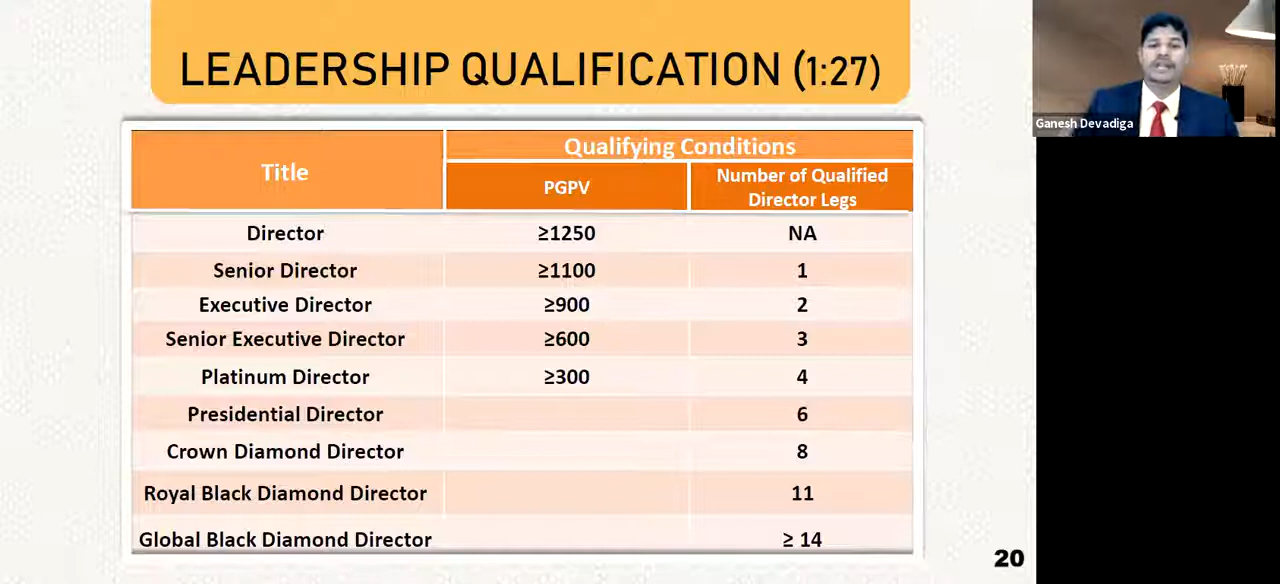 LEADERSHIP QUALIFICATION (1:27)
Ganesh Devadiga
Title
Qualifying Conditions
PGPV
Number of Qualified
Director Legs
Director ≥1250 NA
Senior Director ≥1100 1
Executive Director ≥900 2
Senior Executive Director ≥600 3
Platinum Director ≥300 4
Presidential Director 6
Crown Diamond Director 8
Royal Black Diamond Director 11
Global Black Diamond Director ≥ 14
20